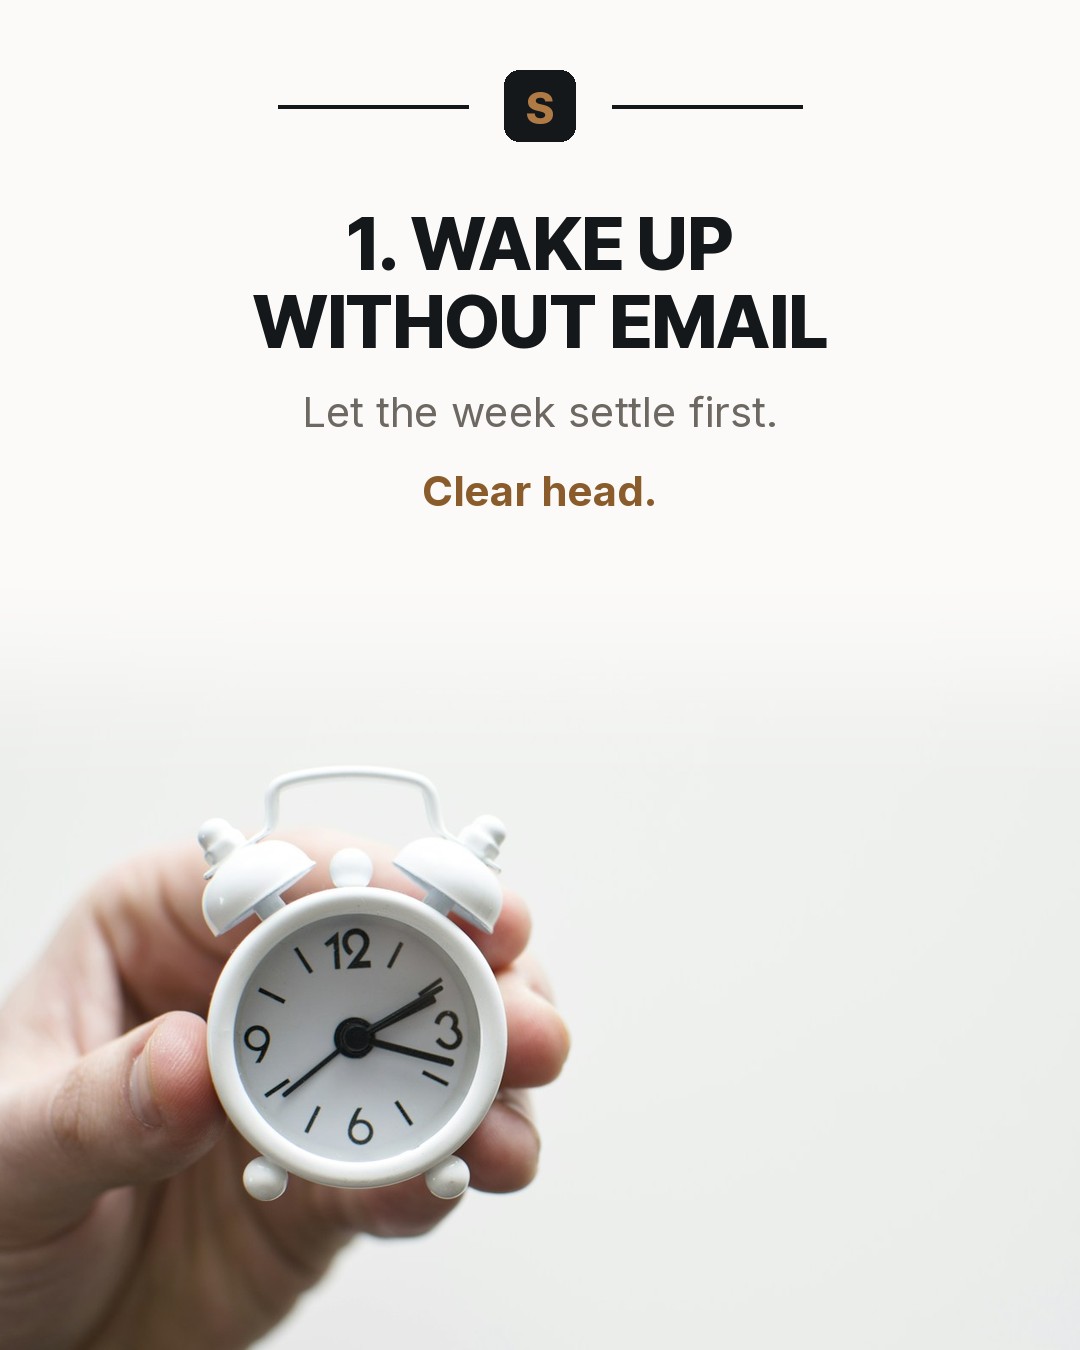 S
1. WAKE UP
WITHOUT EMAIL
Let the week settle first.
Clear head.
12
3
6
9